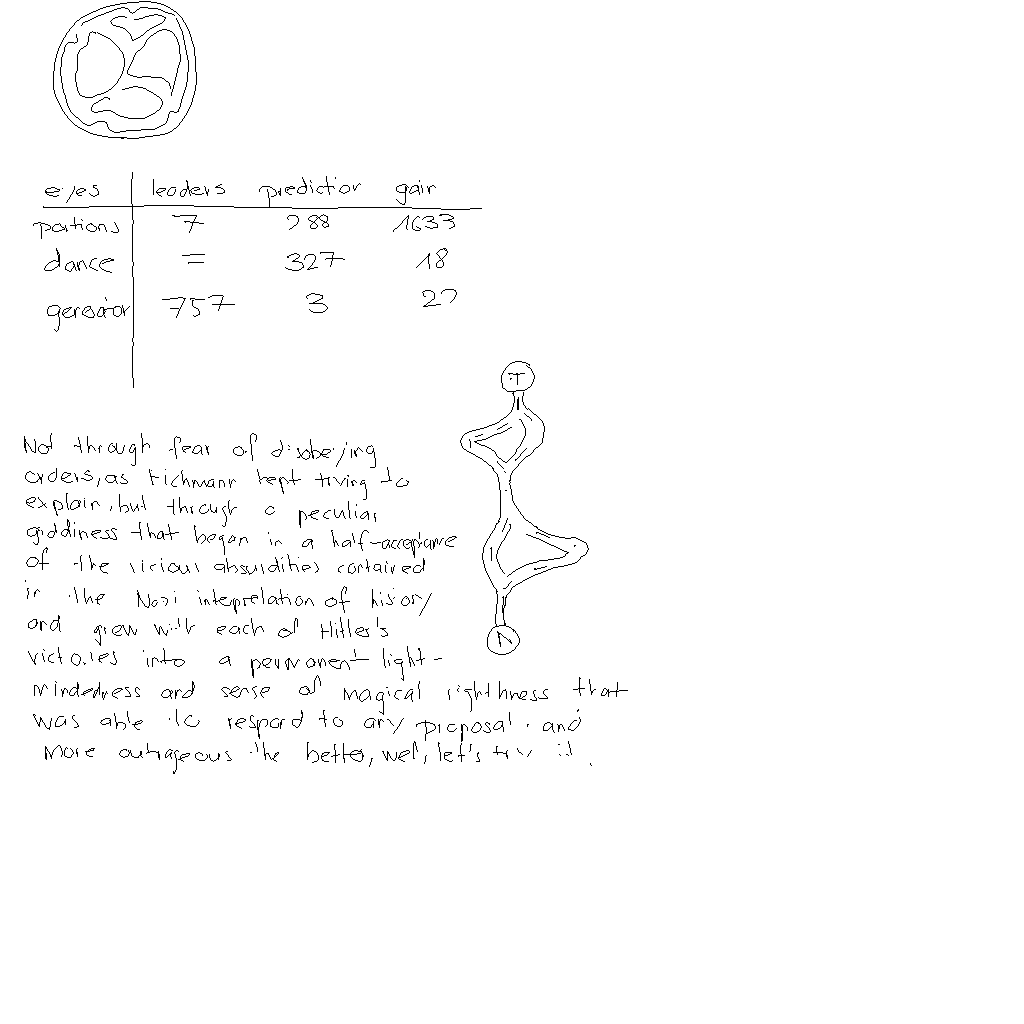 eyes leaders prediction gain
portions 7 288 1633
dance = 327 18
generator 757 3 22
T
Not through fear of disobeying
orders, as Eichmann kept trying to
explain, but through a peculiar
giddiness that began in a half-acceptance
of the vicious absurdities contained
in the Nazi interpretation of history
and grew with each of Hitler's
victories into a permanent light-
N
mindedness and sense of magical rightness that
was able to respond to any proposal, and
more outrageous the better, well, let's try it.